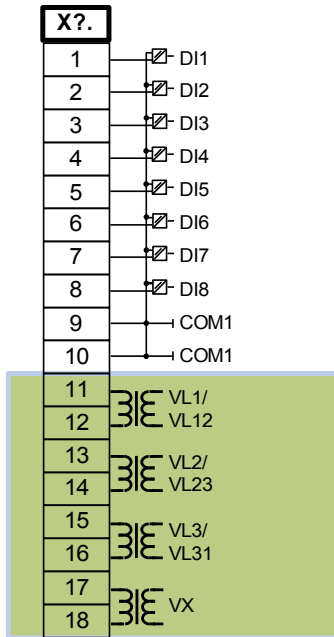 X?.
1 DI1
2 DI2
3 DI3
4 DI4
5 DI5
6 DI6
7 DI7
8 DI8
9 COM1
10 COM1
11 VL1/
12 VL12
13 VL2/
14 VL23
15 VL3/
16 VL31
17
VX
18